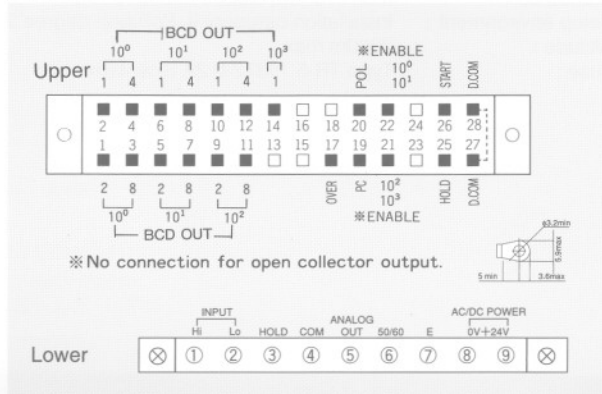 BCD OUT
10⁰ 10¹ 10² 10³ ※ENABLE
Upper 1 4 1 4 1 4 1 POL 10⁰ 10¹ START D.COM
2 4 6 8 10 12 14 16 18 20 22 24 26 28
1 3 5 7 9 11 13 15 17 19 21 23 25 27
2 8 2 8 2 8 OVER PC 10² 10³ HOLD D.COM
10⁰ 10¹ 10² ※ENABLE
BCD OUT
※No connection for open collector output.
ø3.2min
6.9max
5 min 3.6max
INPUT ANALOG AC/DC POWER
Hi Lo HOLD COM OUT 50/60 E 0V+24V
Lower ① ② ③ ④ ⑤ ⑥ ⑦ ⑧ ⑨